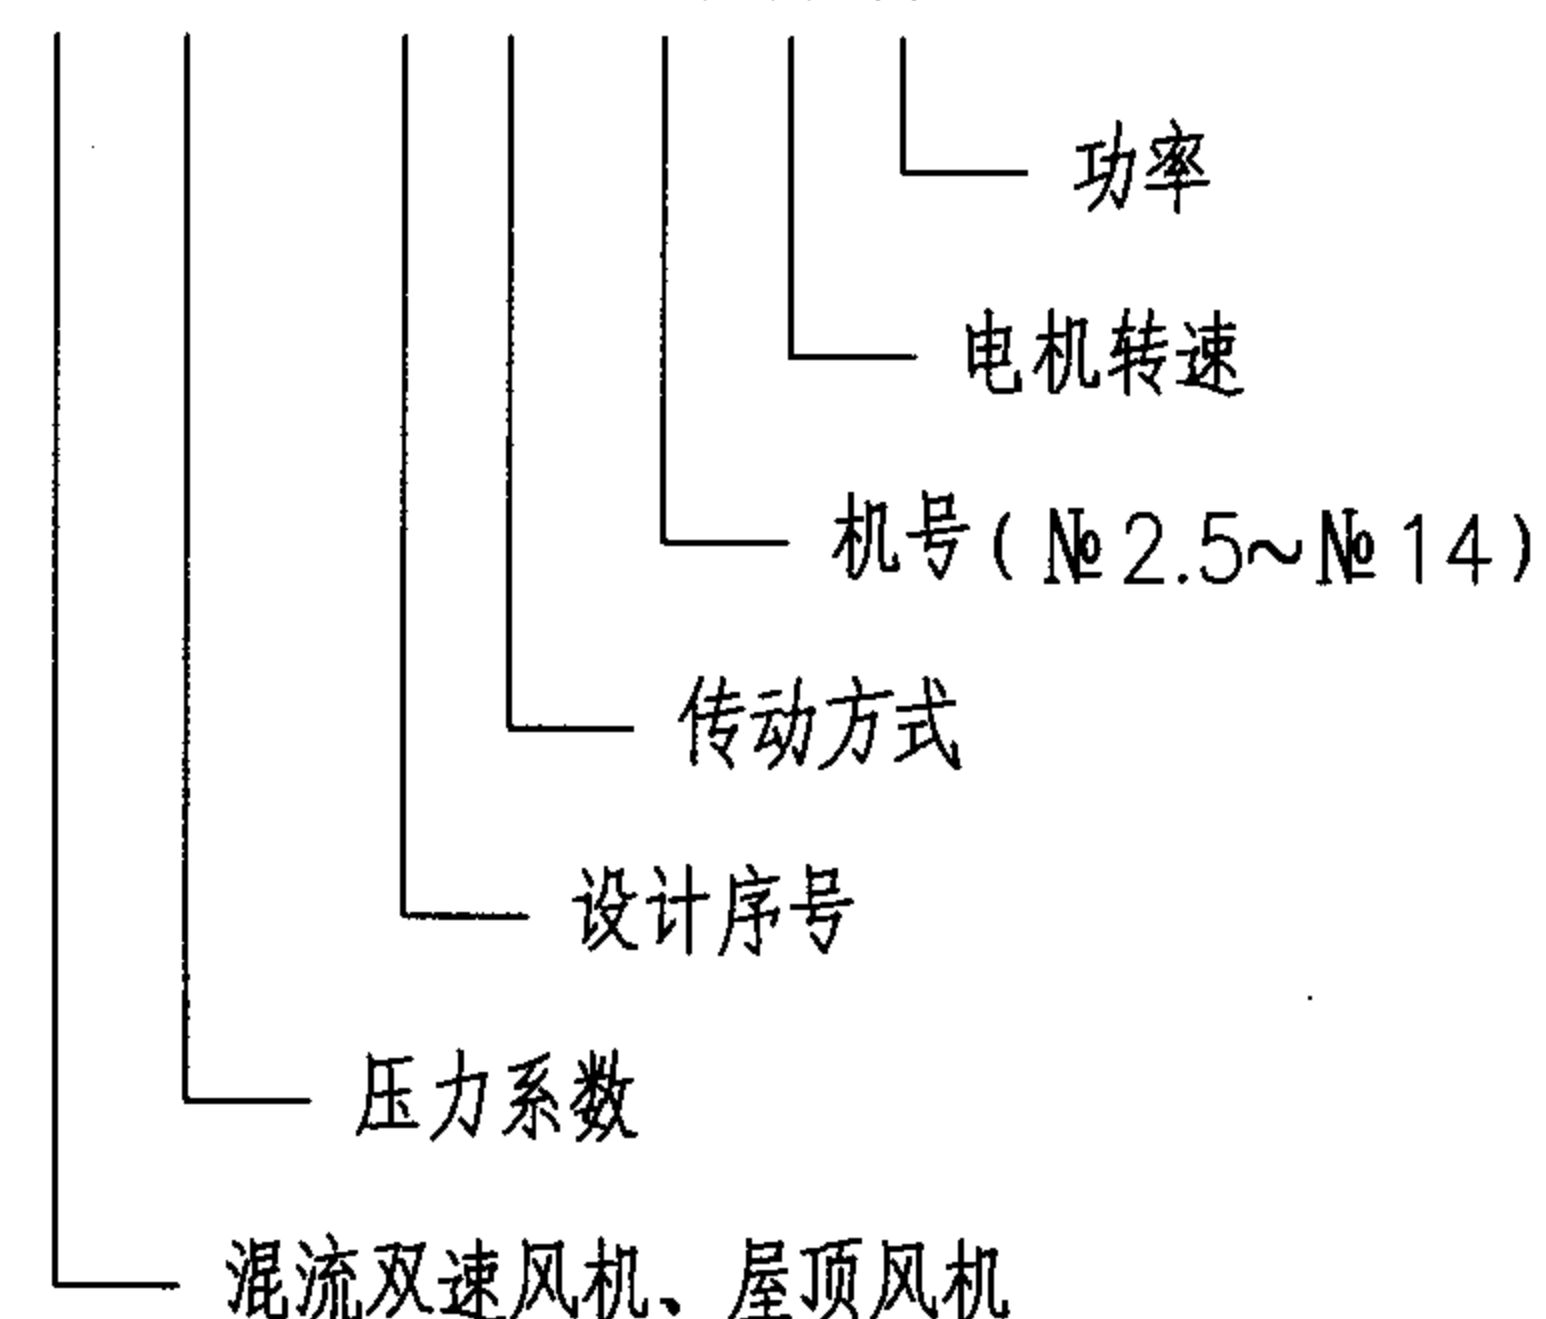 功率
电机转速
机号(№2.5~№14)
传动方式
设计序号
压力系数
混流双速风机、屋顶风机